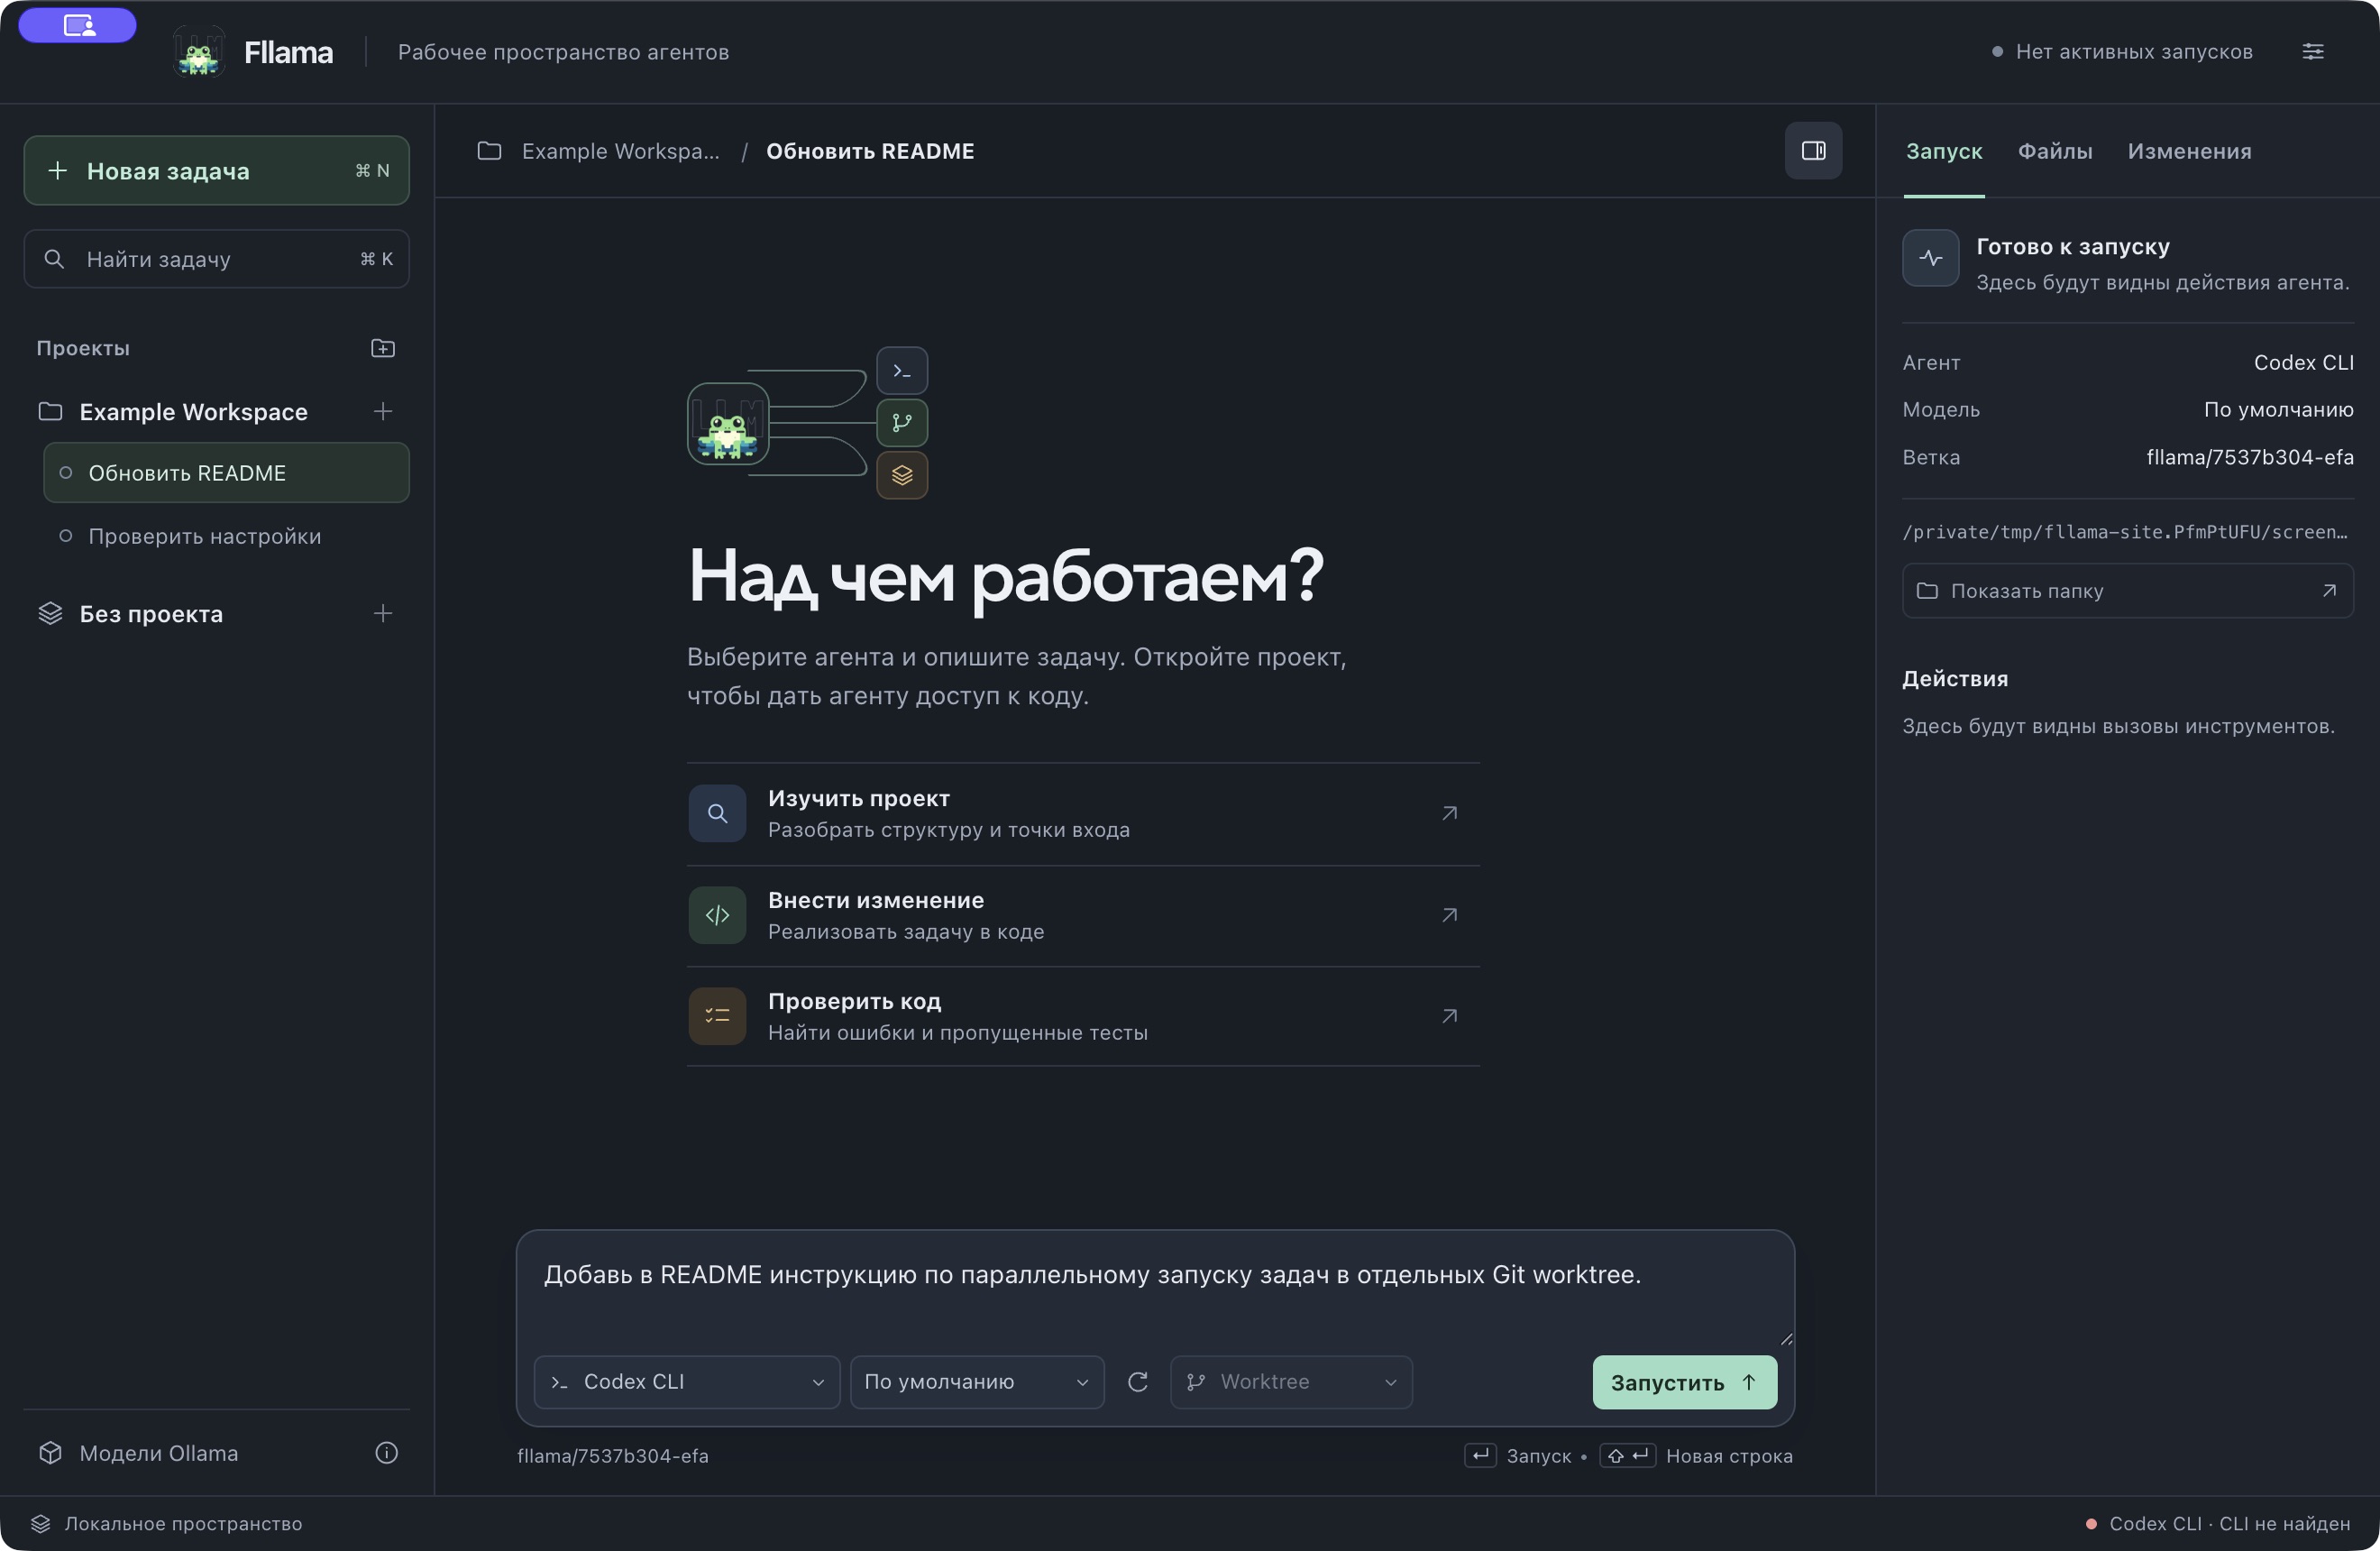 Fllama
Рабочее пространство агентов
Нет активных запусков
Новая задача
⌘ N
Найти задачу
⌘ K
Проекты
Example Workspace
Обновить README
Проверить настройки
Без проекта
Модели Ollama
Example Workspa... / Обновить README
LLM
Над чем работаем?
Выберите агента и опишите задачу. Откройте проект,
чтобы дать агенту доступ к коду.
Изучить проект
Разобрать структуру и точки входа
Внести изменение
Реализовать задачу в коде
Проверить код
Найти ошибки и пропущенные тесты
Добавь в README инструкцию по параллельному запуску задач в отдельных Git worktree.
Codex CLI
По умолчанию
Worktree
Запустить
fllama/7537b304-efa
Запуск • Новая строка
Запуск
Файлы
Изменения
Готово к запуску
Здесь будут видны действия агента.
Агент
Codex CLI
Модель
По умолчанию
Ветка
fllama/7537b304-efa
/private/tmp/fllama-site.PfmPtUFU/screen…
Показать папку
Действия
Здесь будут видны вызовы инструментов.
Локальное пространство
Codex CLI · CLI не найден